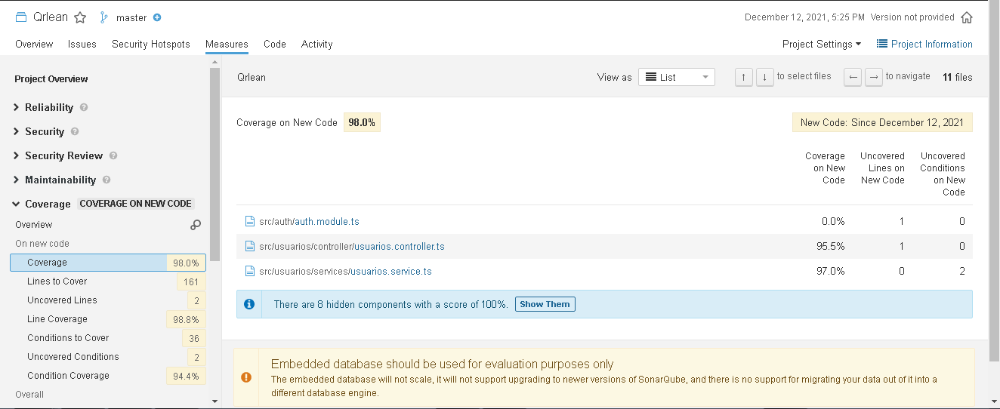 Qrlean master December 12, 2021, 5:25 PM Version not provided
Overview Issues Security Hotspots Measures Code Activity Project Settings Project Information
Project Overview
Reliability
Security
Security Review
Maintainability
Coverage COVERAGE ON NEW CODE
Overview
On new code
Coverage 98.0%
Lines to Cover 161
Uncovered Lines 2
Line Coverage 98.8%
Conditions to Cover 36
Uncovered Conditions 2
Condition Coverage 94.4%
Overall
Qrlean View as List ↑ ↓ to select files ← → to navigate 11 files
Coverage on New Code 98.0% New Code: Since December 12, 2021
Coverage on New Code
Uncovered Lines on New Code
Uncovered Conditions on New Code
src/auth/auth.module.ts 0.0% 1 0
src/usuarios/controller/usuarios.controller.ts 95.5% 1 0
src/usuarios/services/usuarios.service.ts 97.0% 0 2
There are 8 hidden components with a score of 100%. Show Them
Embedded database should be used for evaluation purposes only
The embedded database will not scale, it will not support upgrading to newer versions of SonarQube, and there is no support for migrating your data out of it into a
different database engine.